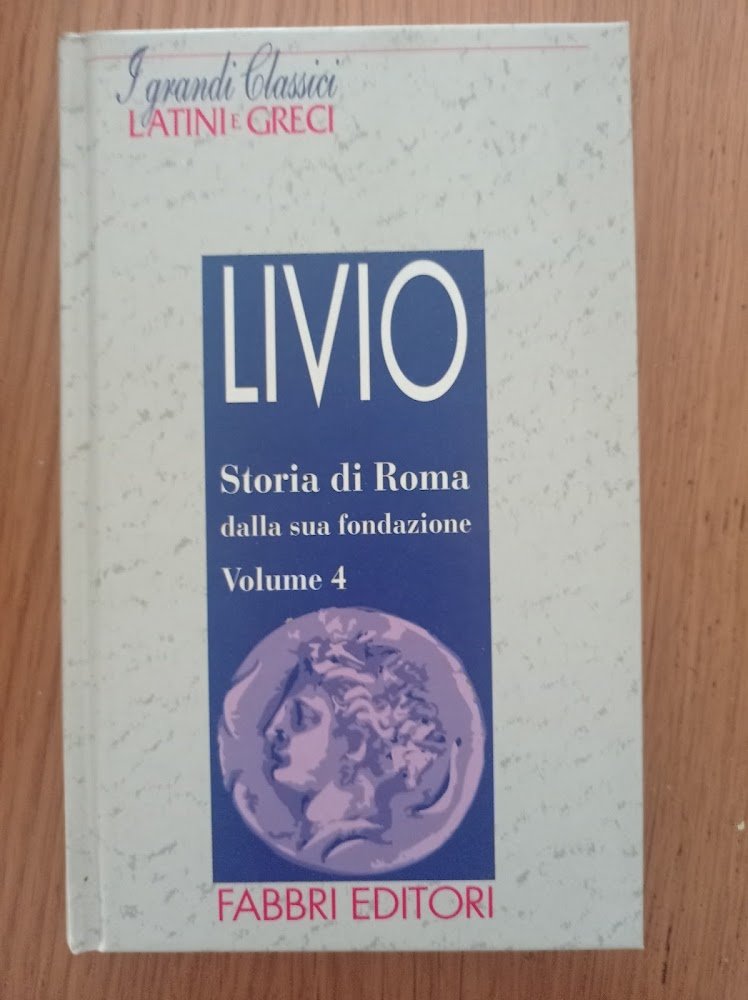 I grandi Classici
LATINI E GRECI
LIVIO
Storia di Roma
dalla sua fondazione
Volume 4
FABBRI EDITORI